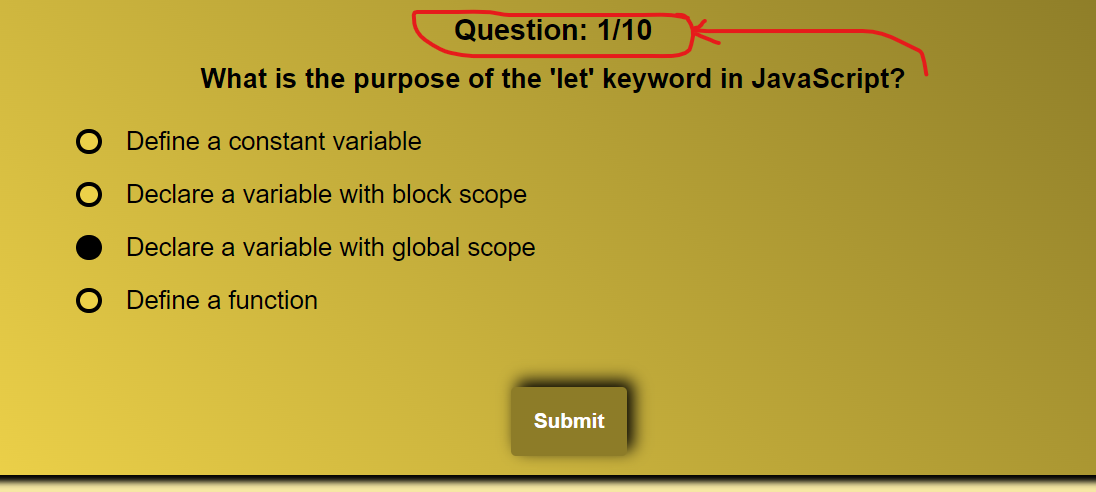 Question: 1/10
What is the purpose of the 'let' keyword in JavaScript?
Define a constant variable
Declare a variable with block scope
Declare a variable with global scope
Define a function
Submit